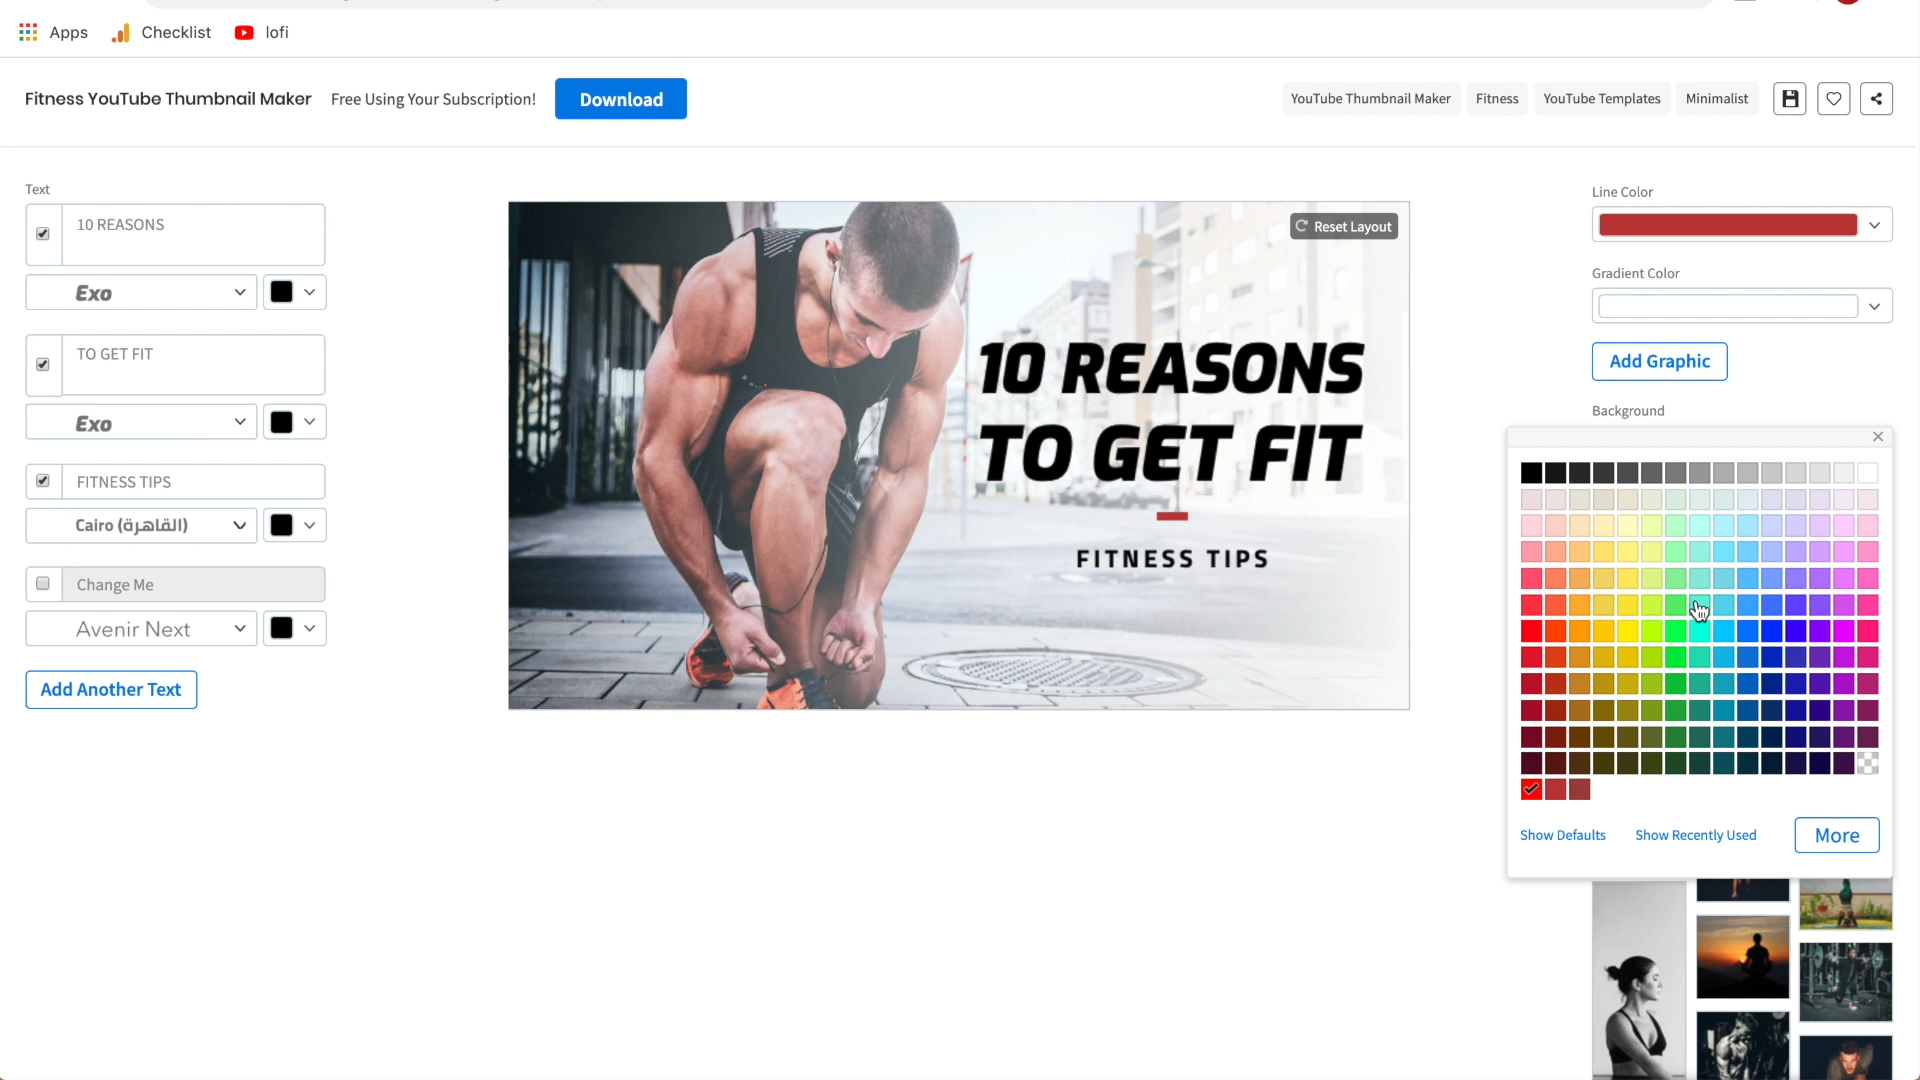 Apps
Checklist
lofi
Fitness YouTube Thumbnail Maker
Free Using Your Subscription!
Download
YouTube Thumbnail Maker
Fitness
YouTube Templates
Minimalist
Text
10 REASONS
Exo
TO GET FIT
Exo
FITNESS TIPS
Cairo (القاهرة)
Change Me
Avenir Next
Add Another Text
Reset Layout
10 REASONS
TO GET FIT
FITNESS TIPS
Line Color
Gradient Color
Add Graphic
Background
Show Defaults
Show Recently Used
More